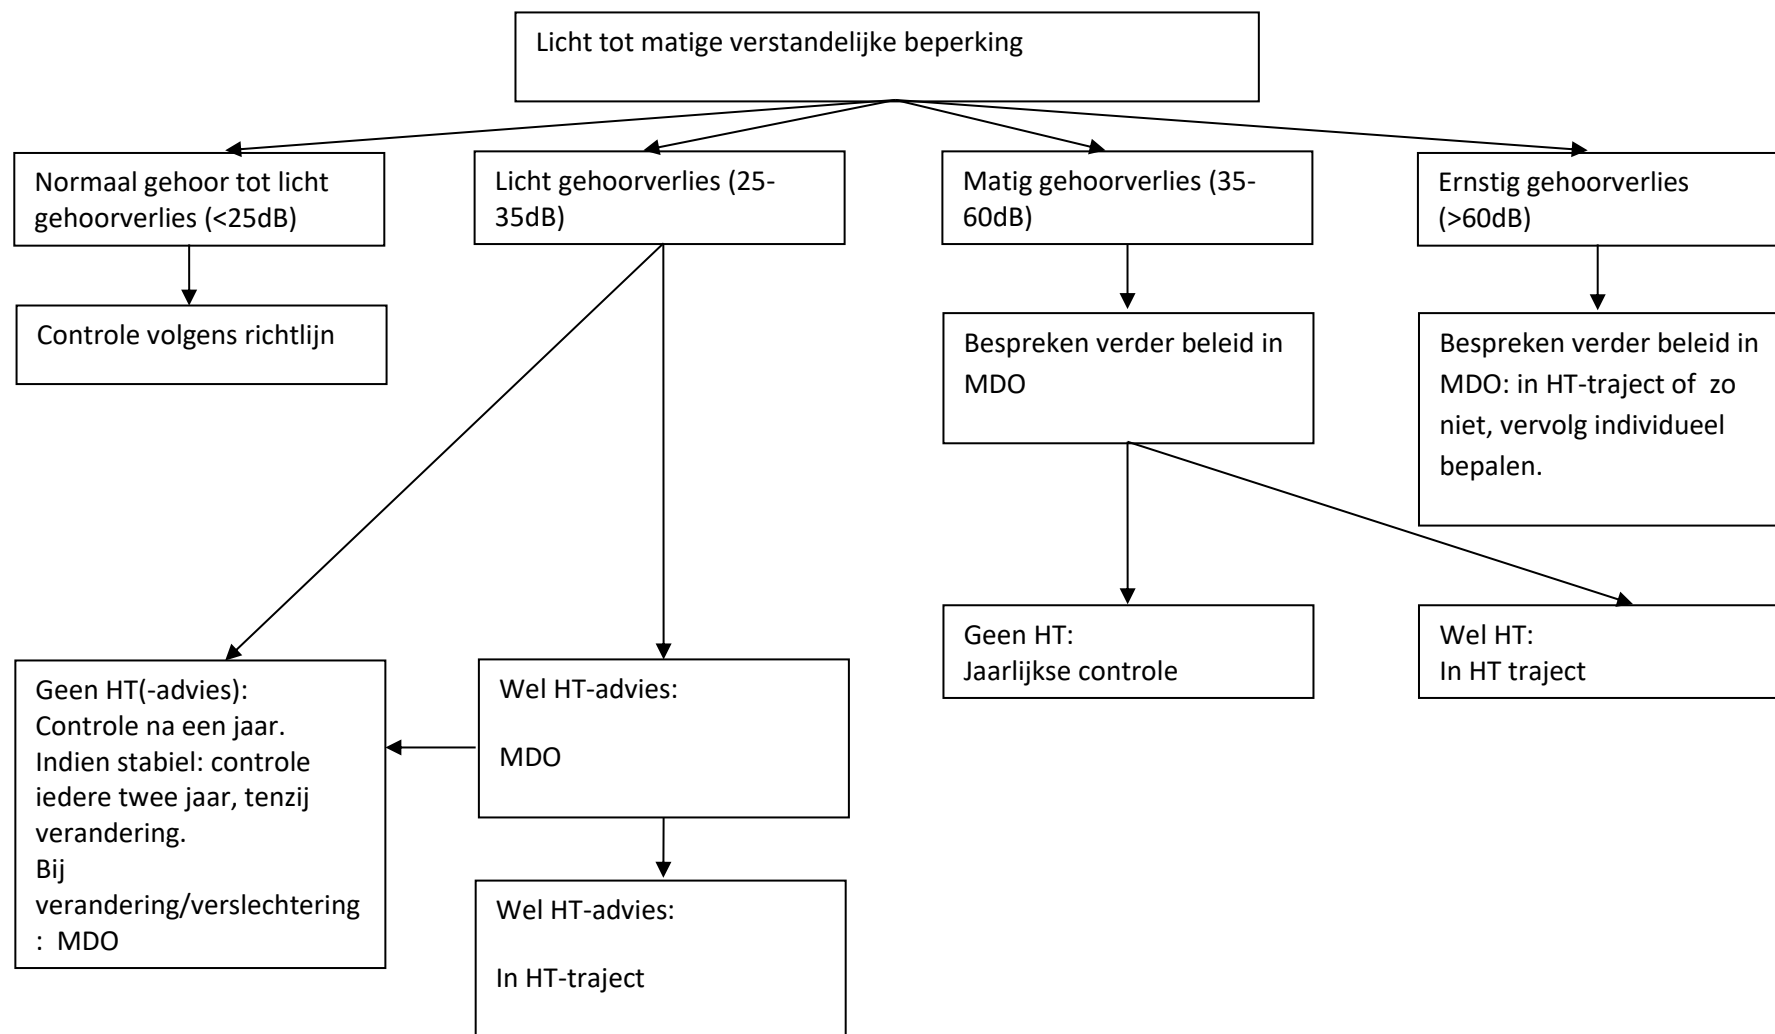 Licht tot matige verstandelijke beperking
Normaal gehoor tot licht
gehoorverlies (<25dB)
Licht gehoorverlies (25-
35dB)
Matig gehoorverlies (35-
60dB)
Ernstig gehoorverlies
(>60dB)
Controle volgens richtlijn
Bespreken verder beleid in
MDO
Bespreken verder beleid in
MDO: in HT-traject of  zo
niet, vervolg individueel
bepalen.
Geen HT:
Jaarlijkse controle
Wel HT:
In HT traject
Geen HT(-advies):
Controle na een jaar.
Indien stabiel: controle
iedere twee jaar, tenzij
verandering.
Bij
verandering/verslechtering
:  MDO
Wel HT-advies:
MDO
Wel HT-advies:
In HT-traject